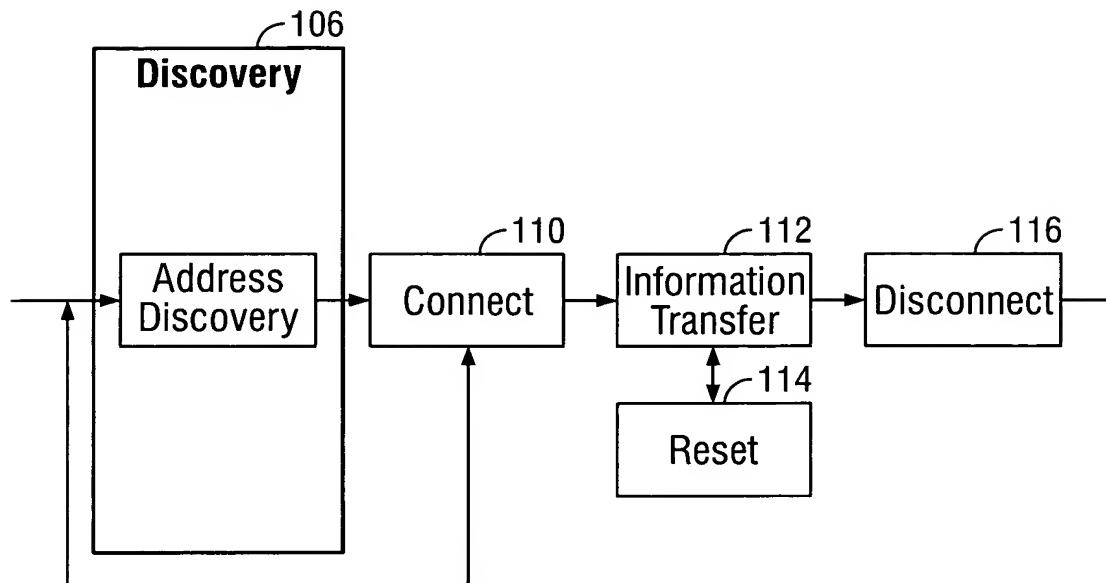 106
Discovery
110
112
116
Address
Discovery
Connect
Information
Transfer
Disconnect
114
Reset